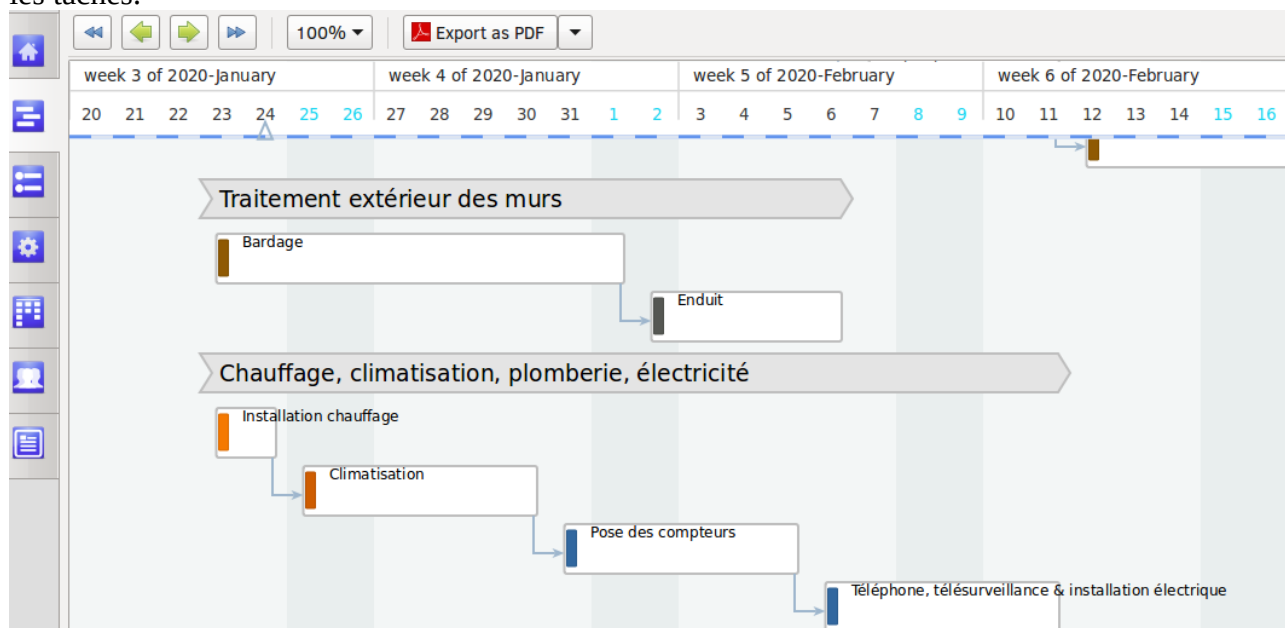 les tâches.
100%
Export as PDF
week 3 of 2020-January week 4 of 2020-January week 5 of 2020-February week 6 of 2020-February
20 21 22 23 24 25 26 27 28 29 30 31 1 2 3 4 5 6 7 8 9 10 11 12 13 14 15 16
Traitement extérieur des murs
Bardage
Enduit
Chauffage, climatisation, plomberie, électricité
Installation chauffage
Climatisation
Pose des compteurs
Téléphone, télésurveillance & installation électrique